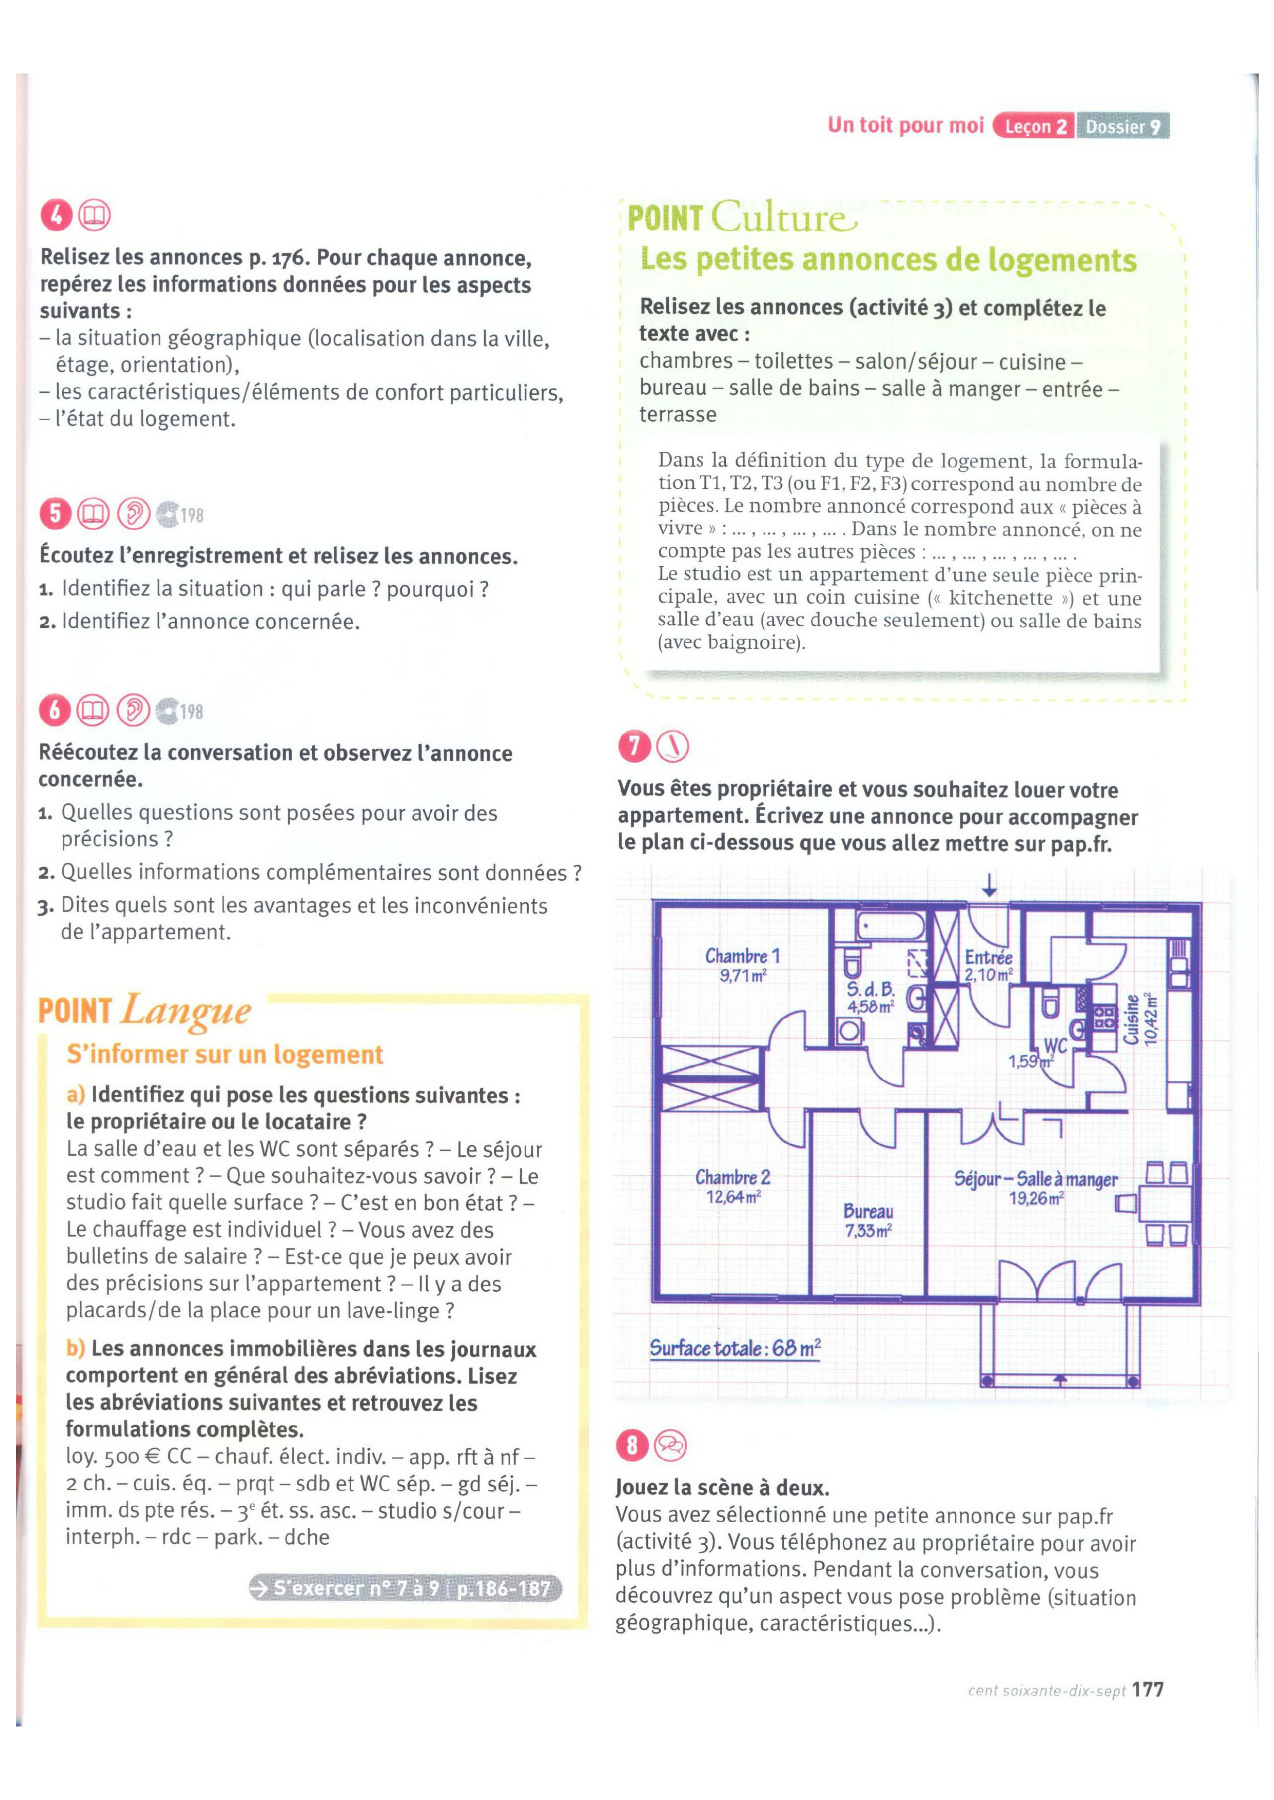 Un toit pour moi Leçon 2 Dossier 9
4
Relisez les annonces p. 176. Pour chaque annonce,
repérez les informations données pour les aspects
suivants :
– la situation géographique (localisation dans la ville,
étage, orientation),
– les caractéristiques/éléments de confort particuliers,
– l'état du logement.
5 198
Écoutez l'enregistrement et relisez les annonces.
1. Identifiez la situation : qui parle ? pourquoi ?
2. Identifiez l'annonce concernée.
6 198
Réécoutez la conversation et observez l'annonce
concernée.
1. Quelles questions sont posées pour avoir des
précisions ?
2. Quelles informations complémentaires sont données ?
3. Dites quels sont les avantages et les inconvénients
de l'appartement.
POINT Langue
S'informer sur un logement
a) Identifiez qui pose les questions suivantes :
le propriétaire ou le locataire ?
La salle d'eau et les WC sont séparés ? – Le séjour
est comment ? – Que souhaitez-vous savoir ? – Le
studio fait quelle surface ? – C'est en bon état ? –
Le chauffage est individuel ? – Vous avez des
bulletins de salaire ? – Est-ce que je peux avoir
des précisions sur l'appartement ? – Il y a des
placards/de la place pour un lave-linge ?
b) Les annonces immobilières dans les journaux
comportent en général des abréviations. Lisez
les abréviations suivantes et retrouvez les
formulations complètes.
loy. 500 € CC – chauf. élect. indiv. – app. rft à nf –
2 ch. – cuis. éq. – prqt – sdb et WC sép. – gd séj. –
imm. ds pte rés. – 3e ét. ss. asc. – studio s/cour –
interph. – rdc – park. – dche
→ S'exercer n° 7 à 9 | p.186-187
POINT Culture
Les petites annonces de logements
Relisez les annonces (activité 3) et complétez le
texte avec :
chambres – toilettes – salon/séjour – cuisine –
bureau – salle de bains – salle à manger – entrée –
terrasse
Dans la définition du type de logement, la formula-
tion T1, T2, T3 (ou F1, F2, F3) correspond au nombre de
pièces. Le nombre annoncé correspond aux « pièces à
vivre » : ... , ... , ... , ... . Dans le nombre annoncé, on ne
compte pas les autres pièces : ... , ... , ... , ... , ... .
Le studio est un appartement d'une seule pièce prin-
cipale, avec un coin cuisine (« kitchenette ») et une
salle d'eau (avec douche seulement) ou salle de bains
(avec baignoire).
7
Vous êtes propriétaire et vous souhaitez louer votre
appartement. Écrivez une annonce pour accompagner
le plan ci-dessous que vous allez mettre sur pap.fr.
Chambre 1
9,71 m²
S.d.B.
4,58 m²
Entrée
2,10 m²
WC
1,59 m²
Cuisine
10,42 m²
Chambre 2
12,64 m²
Bureau
7,33 m²
Séjour – Salle à manger
19,26 m²
Surface totale : 68 m²
8
Jouez la scène à deux.
Vous avez sélectionné une petite annonce sur pap.fr
(activité 3). Vous téléphonez au propriétaire pour avoir
plus d'informations. Pendant la conversation, vous
découvrez qu'un aspect vous pose problème (situation
géographique, caractéristiques...).
cent soixante-dix-sept 177